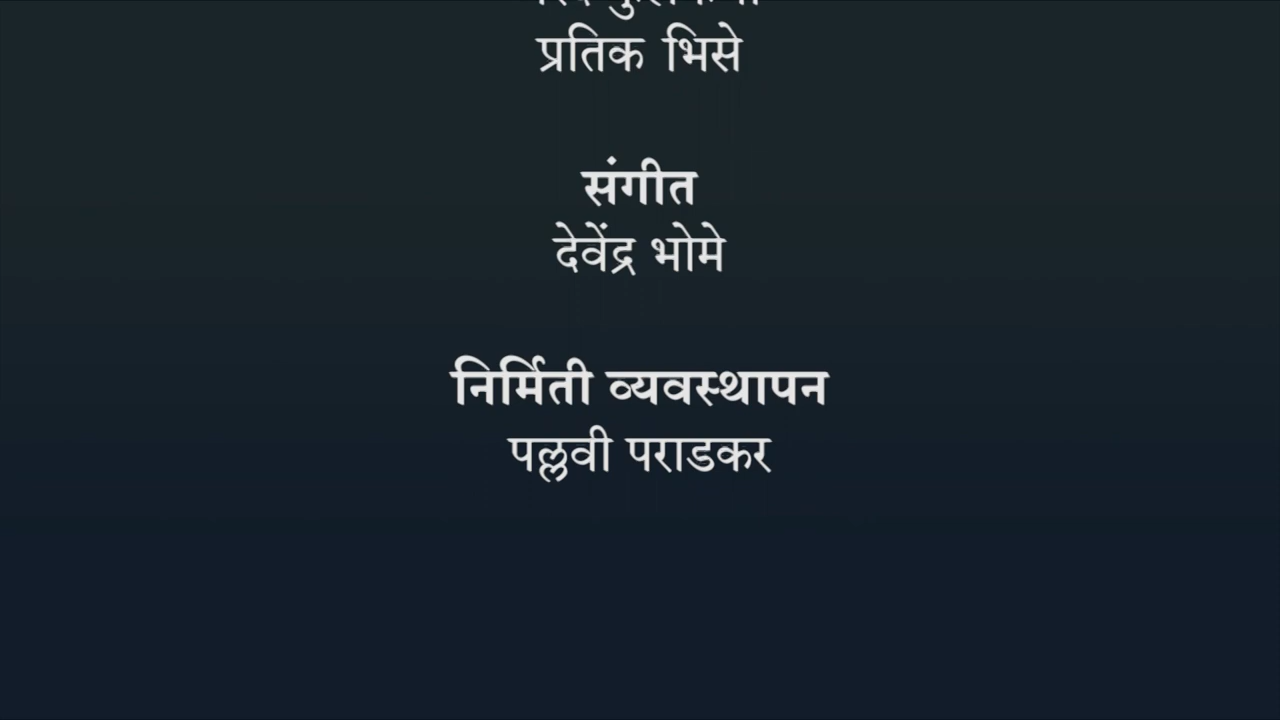 प्रतिक भिसे
संगीत
देवेंद्र भोमे
निर्मिती व्यवस्थापन
पल्लवी पराडकर